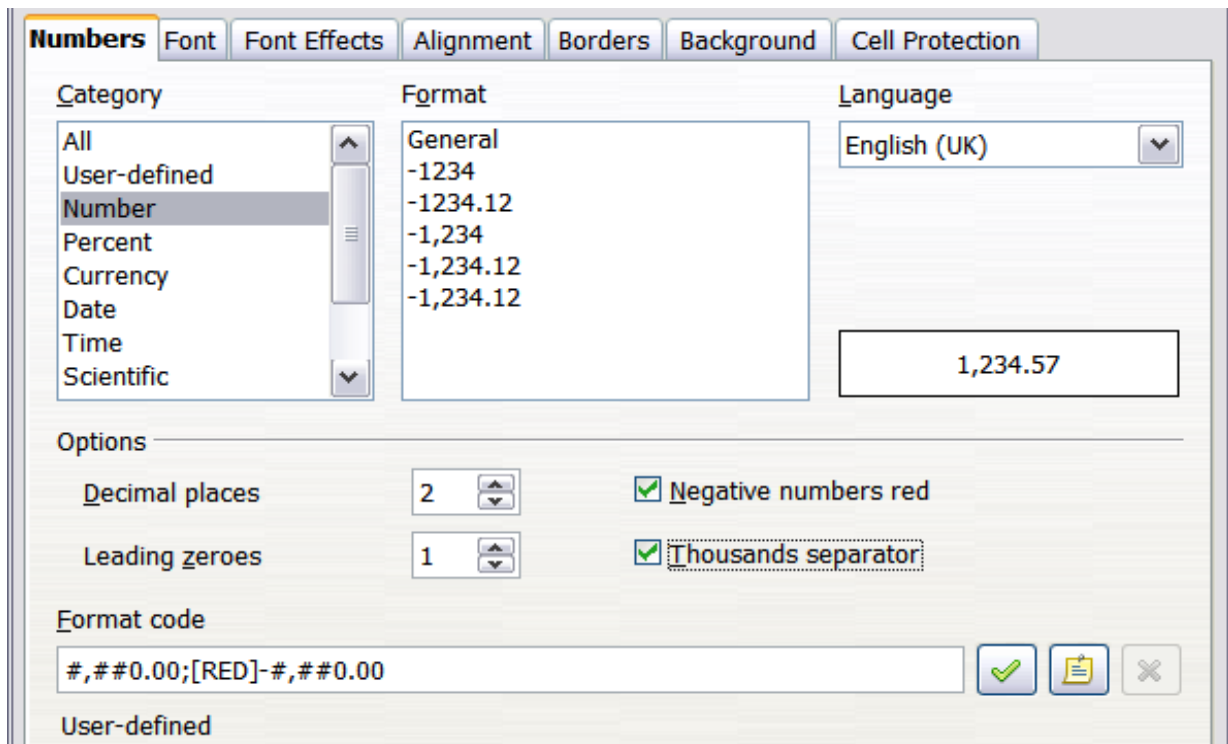 Numbers Font Font Effects Alignment Borders Background Cell Protection
Category
All
User-defined
Number
Percent
Currency
Date
Time
Scientific
Format
General
-1234
-1234.12
-1,234
-1,234.12
-1,234.12
Language
English (UK)
1,234.57
Options
Decimal places 2 Negative numbers red
Leading zeroes 1 Thousands separator
Format code
#,##0.00;[RED]-#,##0.00
User-defined